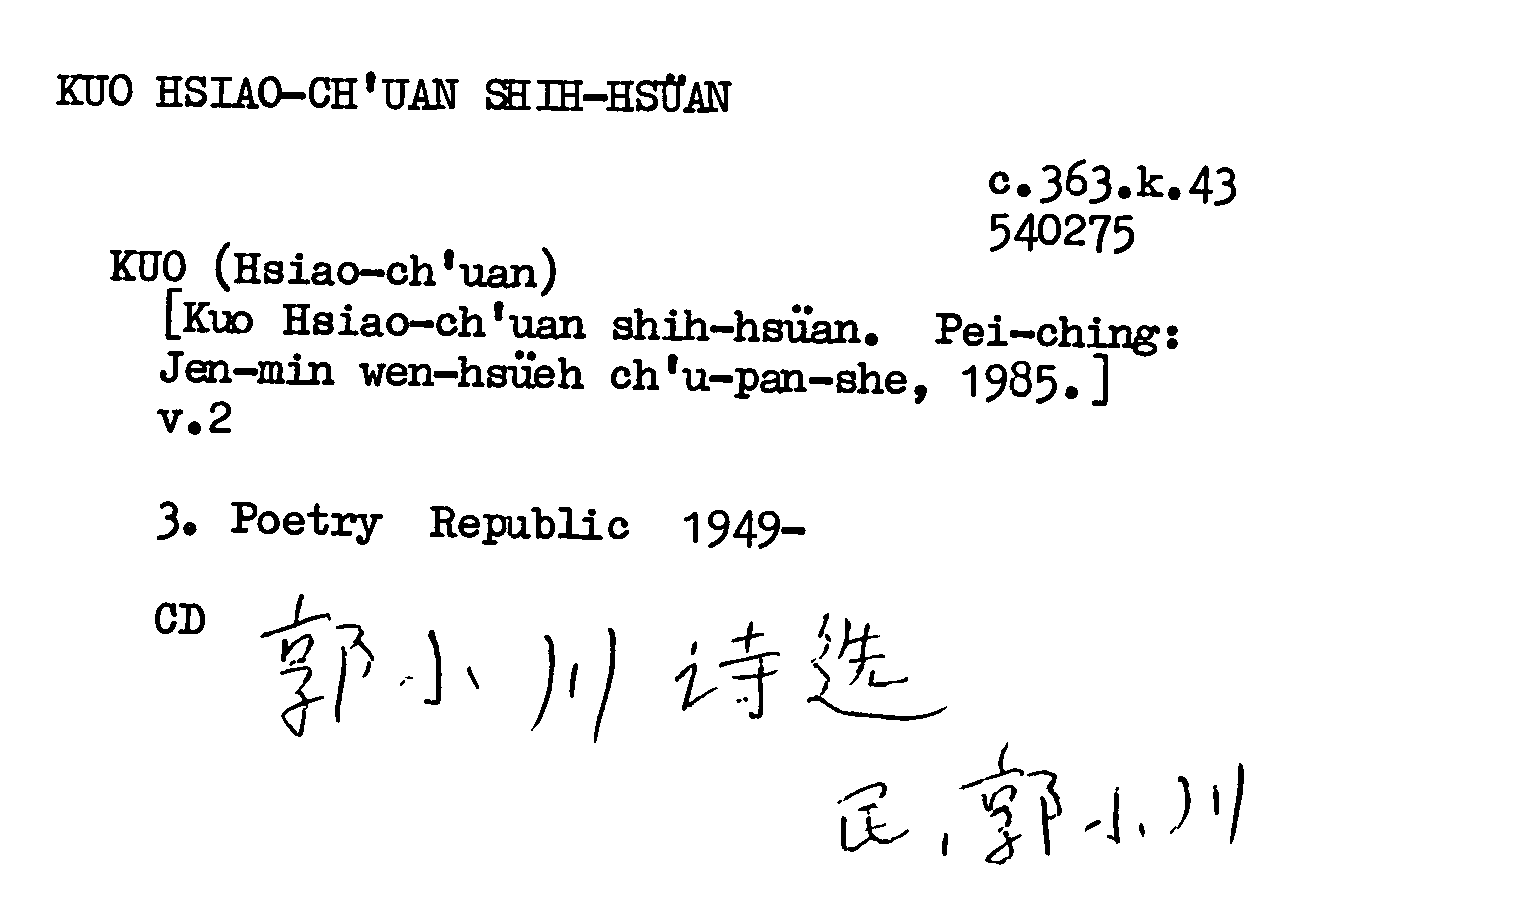 KUO HSIAO-CH'UAN SHIH-HSÜAN
c.363.k.43
540275
KUO (Hsiao-ch'uan)
[Kuo Hsiao-ch'uan shih-hsüan. Pei-ching:
Jen-min wen-hsüeh ch'u-pan-she, 1985.]
v.2
3. Poetry Republic 1949-
CD
郭小川 诗选
民、郭小川